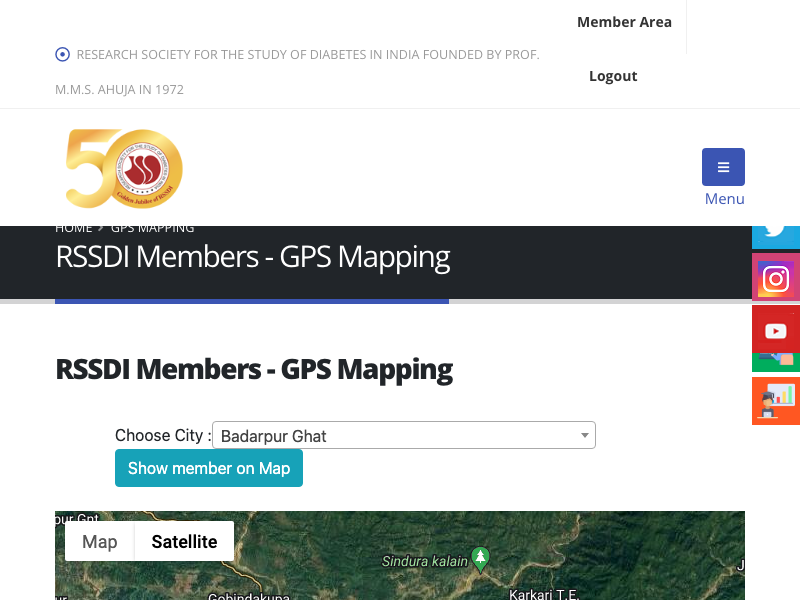 Member Area
RESEARCH SOCIETY FOR THE STUDY OF DIABETES IN INDIA FOUNDED BY PROF.
M.M.S. AHUJA IN 1972
Logout
50
Golden Jubilee of RSSDI
Menu
HOME > GPS MAPPING
RSSDI Members - GPS Mapping
RSSDI Members - GPS Mapping
Choose City : Badarpur Ghat
Show member on Map
Map Satellite
Sindura kalain
Gobindakupa
Karkari T.E.